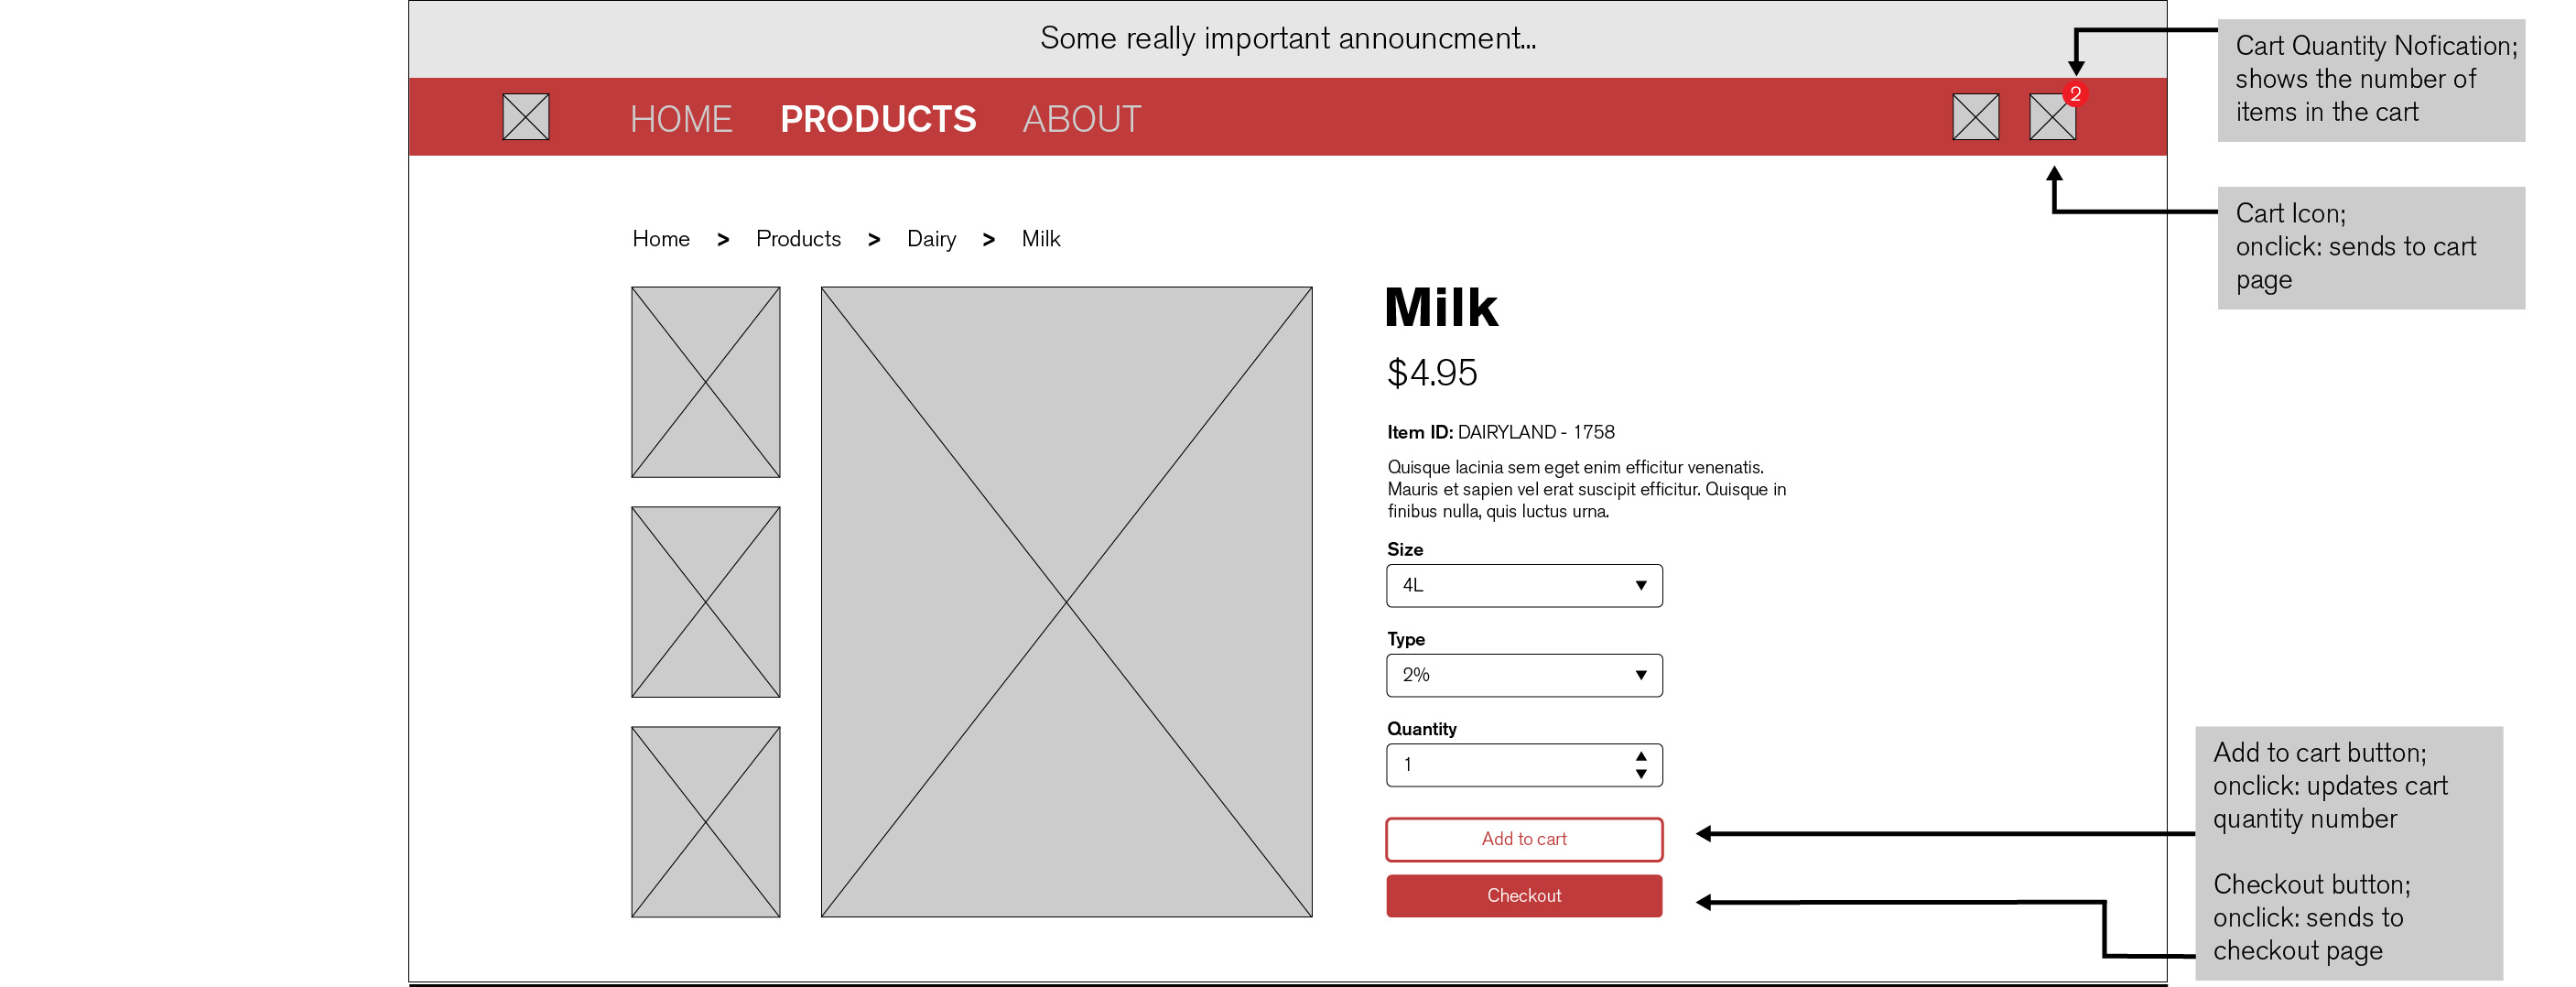 Some really important announcment...
HOME PRODUCTS ABOUT
2
Home > Products > Dairy > Milk
Milk
$4.95
Item ID: DAIRYLAND - 1758
Quisque lacinia sem eget enim efficitur venenatis.
Mauris et sapien vel erat suscipit efficitur. Quisque in
finibus nulla, quis luctus urna.
Size
4L
Type
2%
Quantity
1
Add to cart
Checkout
Cart Quantity Nofication;
shows the number of
items in the cart
Cart Icon;
onclick: sends to cart
page
Add to cart button;
onclick: updates cart
quantity number
Checkout button;
onclick: sends to
checkout page